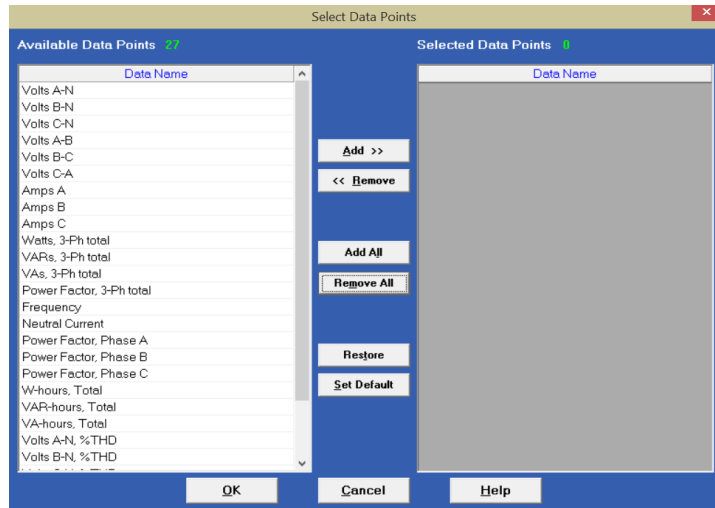 Select Data Points
Available Data Points 27
Selected Data Points 0
Data Name
Volts A-N
Volts B-N
Volts C-N
Volts A-B
Volts B-C
Volts C-A
Amps A
Amps B
Amps C
Watts, 3-Ph total
VARs, 3-Ph total
VAs, 3-Ph total
Power Factor, 3-Ph total
Frequency
Neutral Current
Power Factor, Phase A
Power Factor, Phase B
Power Factor, Phase C
W-hours, Total
VAR-hours, Total
VA-hours, Total
Volts A-N, %THD
Volts B-N, %THD
Add >>
<< Remove
Add All
Remove All
Restore
Set Default
Data Name
OK
Cancel
Help